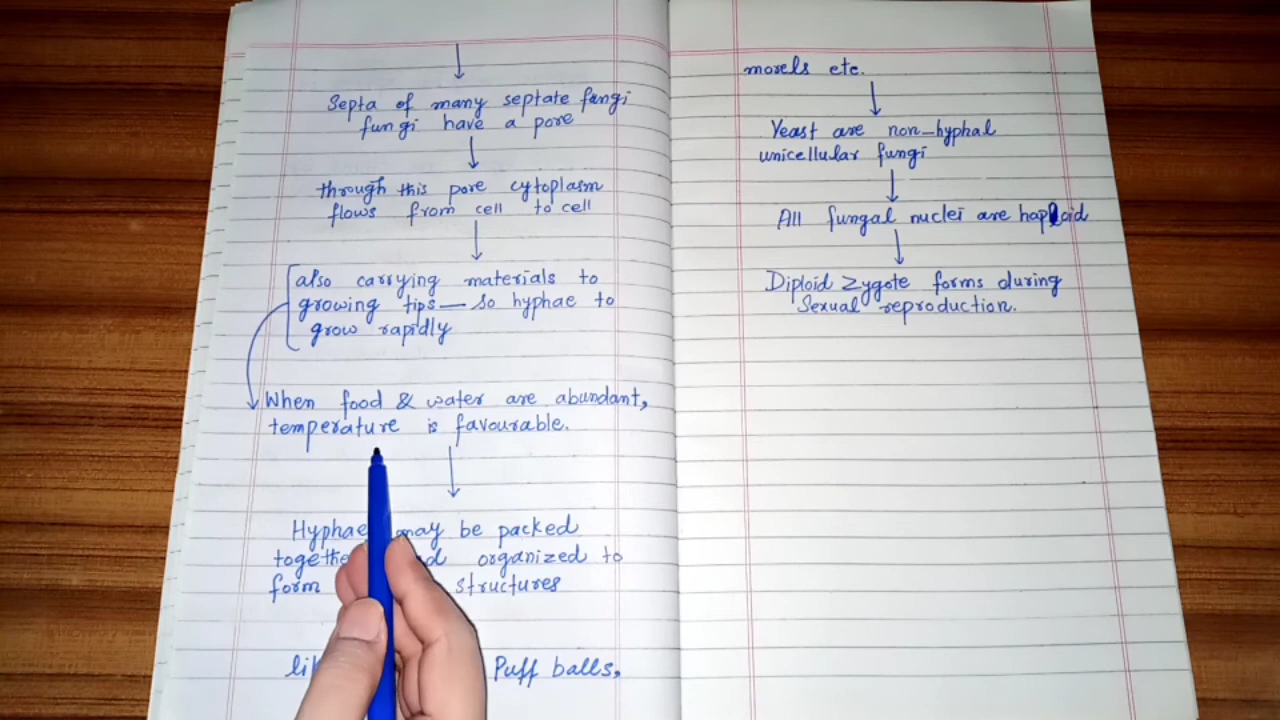 Septa of many septate fungi
fungi have a pore
through this pore cytoplasm
flows from cell to cell
also carrying materials to
growing tips — so hyphae to
grow rapidly
When food & water are abundant,
temperature is favourable.
Hyphae may be packed
organized to
form structures
Puff balls,
morels etc.
Yeast are non-hyphal
unicellular fungi
All fungal nuclei are haploid
Diploid zygote forms during
Sexual reproduction.